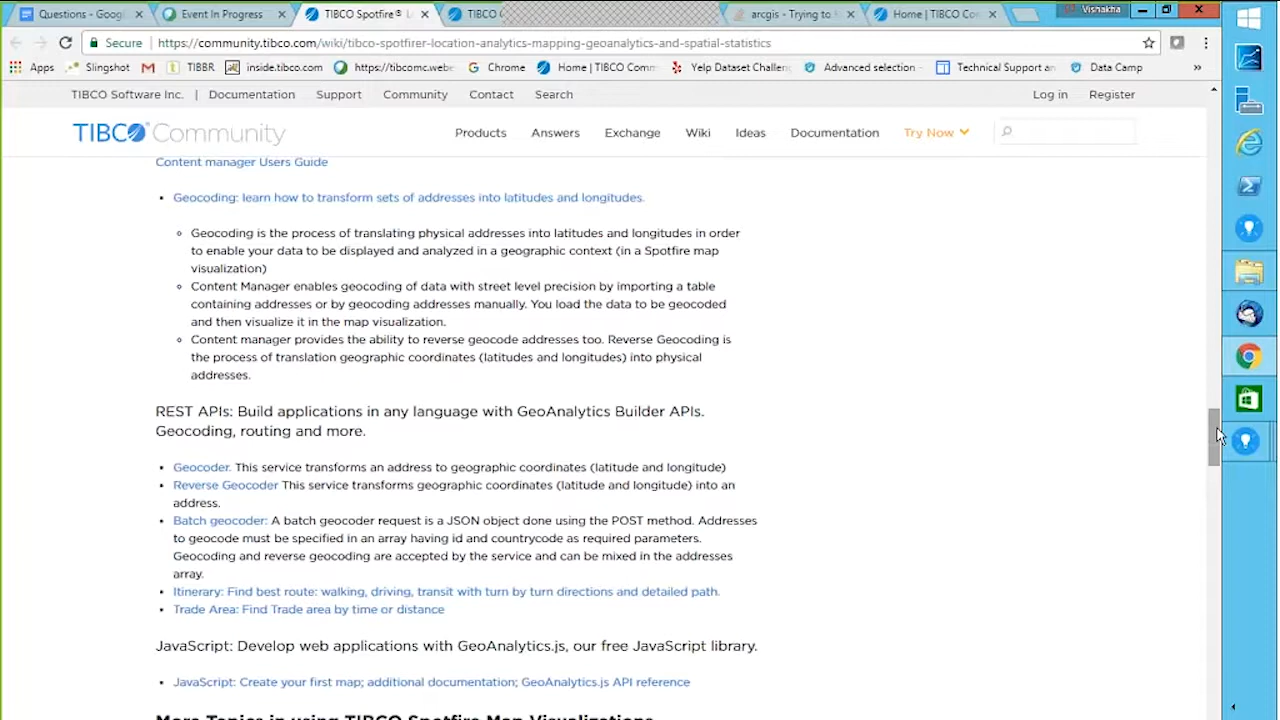 Questions - Googl
Event In Progress
TIBCO Spotfire® L
TIBCO
arcgis - Trying to
Home | TIBCO Com
Vishakha
Secure
https://community.tibco.com/wiki/tibco-spotfirer-location-analytics-mapping-geoanalytics-and-spatial-statistics
Apps
Slingshot
TIBBR
inside.tibco.com
https://tibcomc.webe
Chrome
Home | TIBCO Comm
Yelp Dataset Challen
Advanced selection -
Technical Support an
Data Camp
»
TIBCO Software Inc. | Documentation Support Community Contact Search
Log in Register
TIBCO® Community
Products Answers Exchange Wiki Ideas Documentation Try Now
Content manager Users Guide
Geocoding: learn how to transform sets of addresses into latitudes and longitudes.
Geocoding is the process of translating physical addresses into latitudes and longitudes in order
to enable your data to be displayed and analyzed in a geographic context (in a Spotfire map
visualization)
Content Manager enables geocoding of data with street level precision by importing a table
containing addresses or by geocoding addresses manually. You load the data to be geocoded
and then visualize it in the map visualization.
Content manager provides the ability to reverse geocode addresses too. Reverse Geocoding is
the process of translation geographic coordinates (latitudes and longitudes) into physical
addresses.
REST APIs: Build applications in any language with GeoAnalytics Builder APIs.
Geocoding, routing and more.
Geocoder. This service transforms an address to geographic coordinates (latitude and longitude)
Reverse Geocoder This service transforms geographic coordinates (latitude and longitude) into an
address.
Batch geocoder: A batch geocoder request is a JSON object done using the POST method. Addresses
to geocode must be specified in an array having id and countrycode as required parameters.
Geocoding and reverse geocoding are accepted by the service and can be mixed in the addresses
array.
Itinerary: Find best route: walking, driving, transit with turn by turn directions and detailed path.
Trade Area: Find Trade area by time or distance
JavaScript: Develop web applications with GeoAnalytics.js, our free JavaScript library.
JavaScript: Create your first map; additional documentation; GeoAnalytics.js API reference
More Topics in using TIBCO Spotfire Map Visualizations